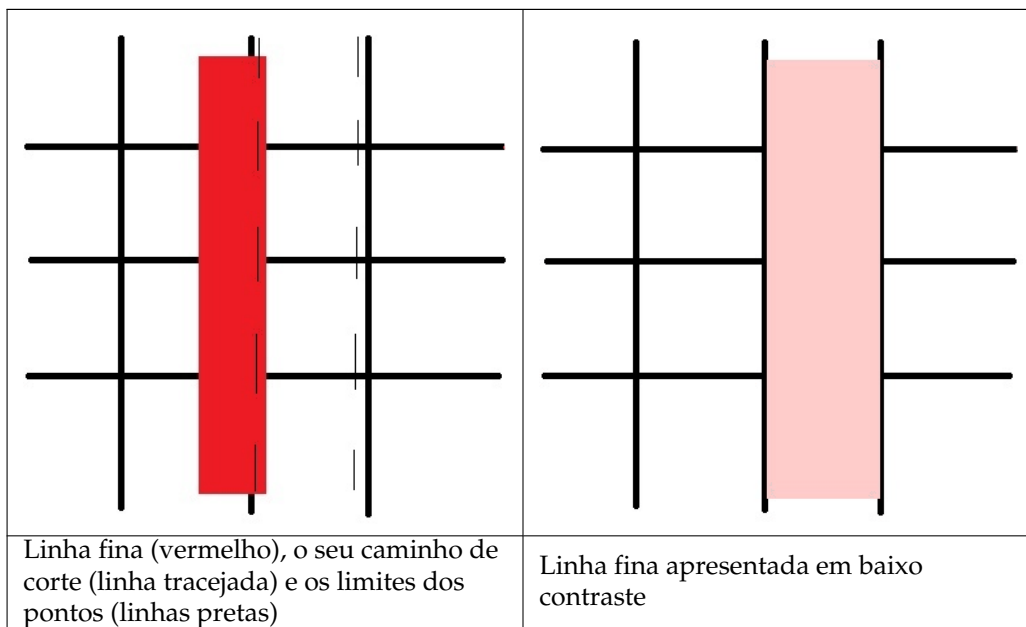 Linha fina (vermelho), o seu caminho de
corte (linha tracejada) e os limites dos
pontos (linhas pretas)
Linha fina apresentada em baixo
contraste